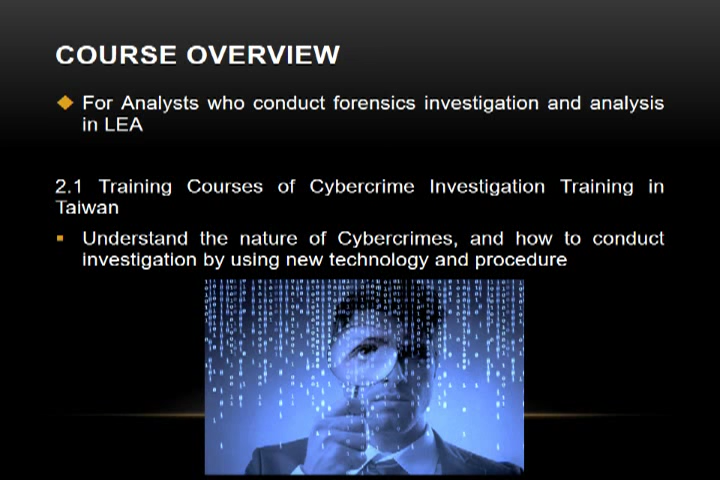 COURSE OVERVIEW
For Analysts who conduct forensics investigation and analysis
in LEA
2.1 Training Courses of Cybercrime Investigation Training in
Taiwan
Understand the nature of Cybercrimes, and how to conduct
investigation by using new technology and procedure